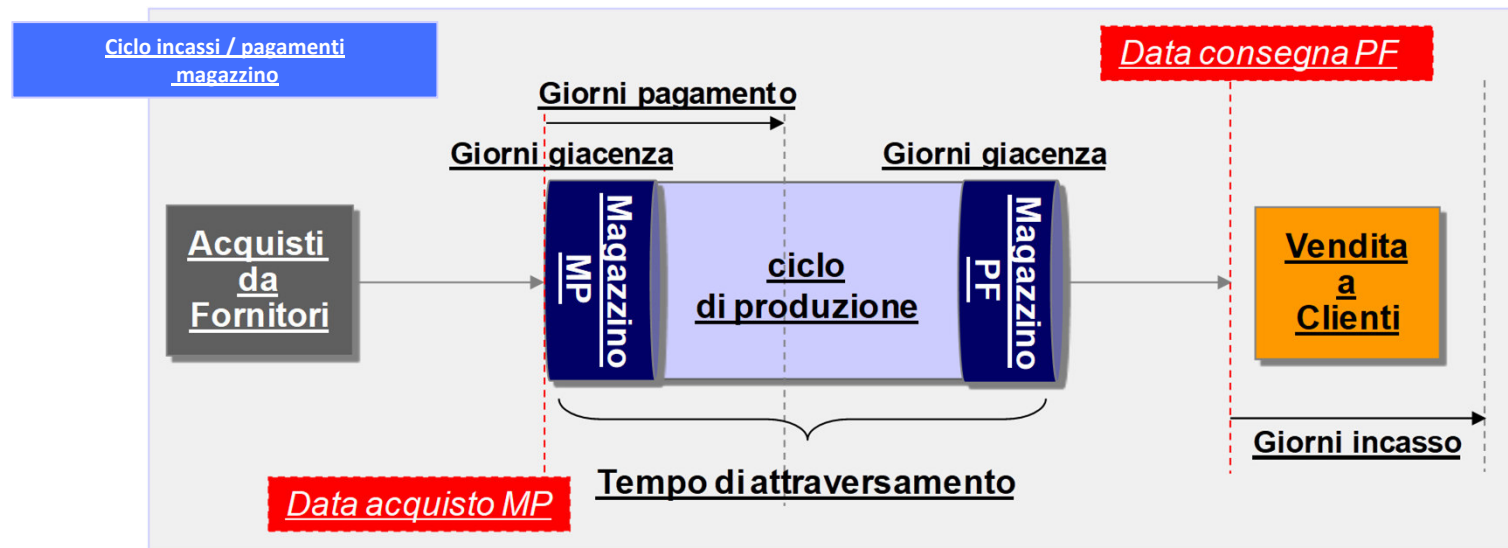 Ciclo incassi / pagamenti
magazzino
Data consegna PF
Giorni pagamento
Giorni giacenza
Giorni giacenza
Acquisti
da
Fornitori
Magazzino
MP
ciclo
di produzione
Magazzino
PF
Vendita
a
Clienti
Giorni incasso
Tempo di attraversamento
Data acquisto MP